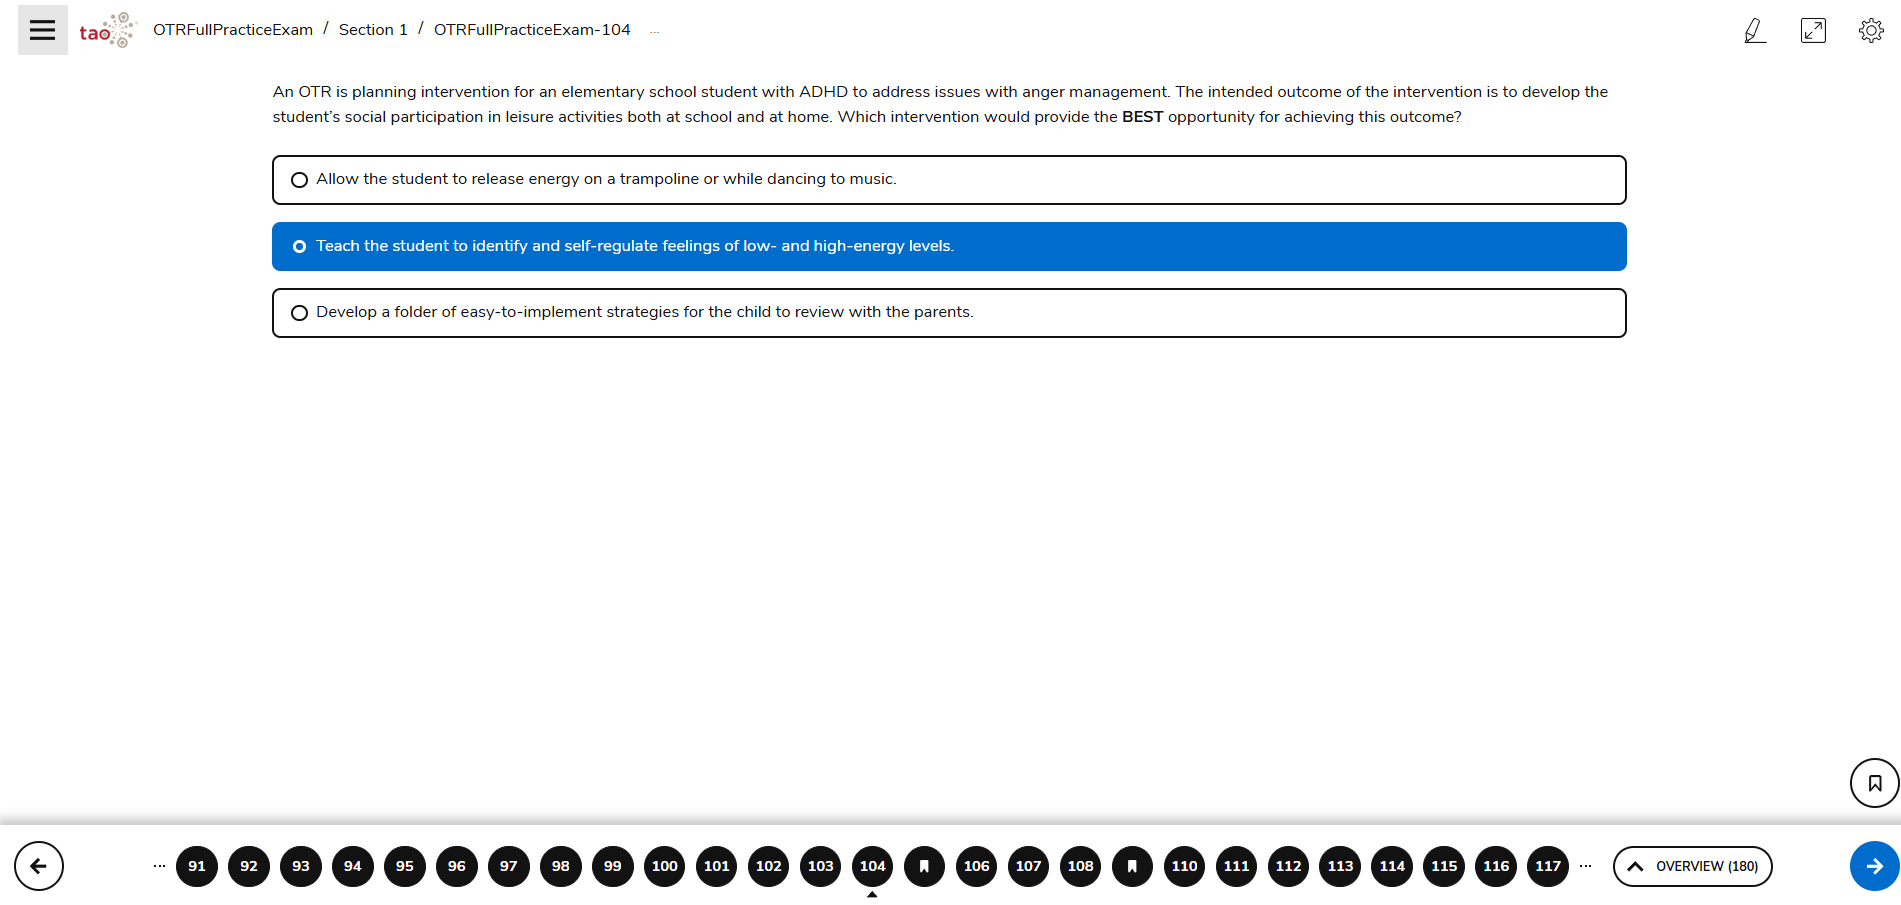 tao
OTRFullPracticeExam / Section 1 / OTRFullPracticeExam-104 ...
An OTR is planning intervention for an elementary school student with ADHD to address issues with anger management. The intended outcome of the intervention is to develop the
student’s social participation in leisure activities both at school and at home. Which intervention would provide the BEST opportunity for achieving this outcome?
Allow the student to release energy on a trampoline or while dancing to music.
Teach the student to identify and self-regulate feelings of low- and high-energy levels.
Develop a folder of easy-to-implement strategies for the child to review with the parents.
... 91 92 93 94 95 96 97 98 99 100 101 102 103 104 106 107 108 110 111 112 113 114 115 116 117 ... OVERVIEW (180)